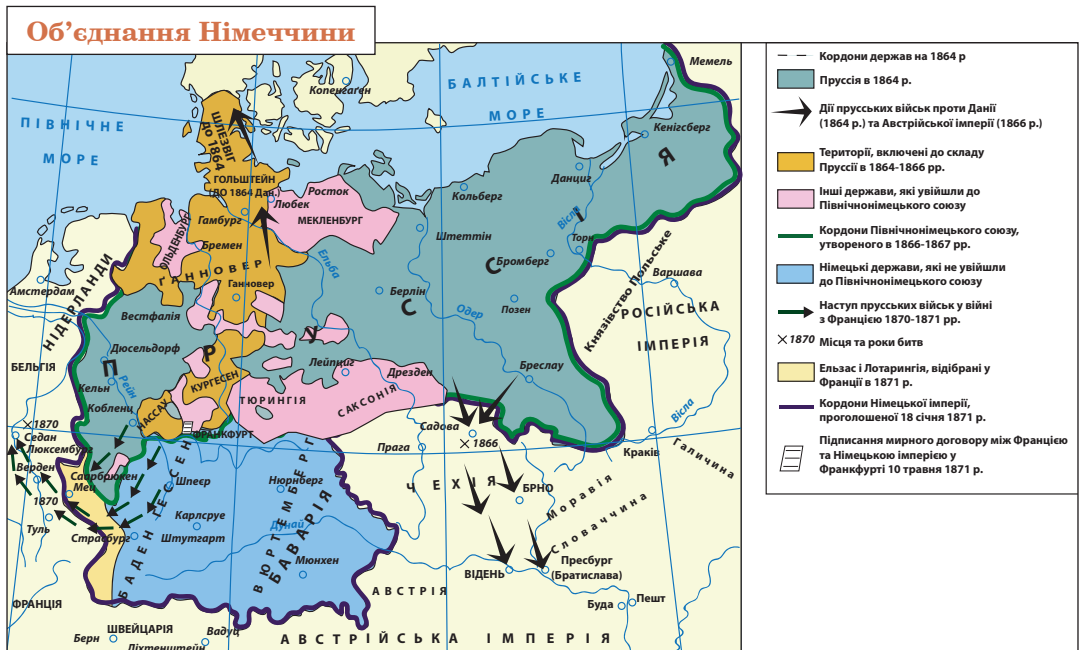 Об’єднання Німеччини
Мемель
БАЛТІЙСЬКЕ
МОРЕ
Копенгаґен
ПІВНІЧНЕ
МОРЕ
ШЛЕЗВІГ
до 1864
Кенігсберг
ГОЛЬШТЕЙН
(ДО 1864 Дан.)
Данциг
Росток
Любек
МЕКЛЕНБУРГ
Кольберг
Вісла
Гамбург
Штеттін
Торн
ОЛЬДЕНБУРГ
Бремен
Ельба
Бромберг
ҐАННОВЕР
Ганновер
Варшава
Амстердам
НІДЕРЛАНДИ
Берлін
Позен
Князівство Польське
РОСІЙСЬКА
ІМПЕРІЯ
Вестфалія
Одер
ПРУССІЯ
Дюсельдорф
Лейпциг
БЕЛЬГІЯ
Кельн
Рейн
КУРГЕСЕН
Дрезден
Бреслау
ТЮРИНГІЯ
САКСОНІЯ
Кобленц
НАССАУ
Вісла
1870
Седан
Люксембург
ФРАНКФУРТ
Садова
1866
Прага
Краків
Галичина
Верден
Саарбрюкен
Мец
Шпеєр
Нюрнберг
ЧЕХІЯ
БРНО
Моравія
Словаччина
1870
Туль
ГЕССЕН
Карлсруе
Страсбург
Штутгарт
Дунай
БАДЕН
ВЮРТЕМБЕРГ
БАВАРІЯ
Мюнхен
ВІДЕНЬ
Пресбург
(Братислава)
АВСТРІЯ
ФРАНЦІЯ
Буда
Пешт
ШВЕЙЦАРІЯ
Вадуц
Берн
Ліхтенштейн
АВСТРІЙСЬКА ІМПЕРІЯ
Кордони держав на 1864 р
Пруссія в 1864 р.
Дії прусських військ проти Данії
(1864 р.) та Австрійської імперії (1866 р.)
Території, включені до складу
Пруссії в 1864-1866 рр.
Інші держави, які увійшли до
Північнонімецького союзу
Кордони Північнонімецького союзу,
утвореного в 1866-1867 рр.
Німецькі держави, які не увійшли
до Північнонімецького союзу
Наступ прусських військ у війні
з Францією 1870-1871 рр.
1870 Місця та роки битв
Ельзас і Лотарингія, відібрані у
Франції в 1871 р.
Кордони Німецької імперії,
проголошеної 18 січня 1871 р.
Підписання мирного договору між Францією
та Німецькою імперією у
Франкфурті 10 травня 1871 р.